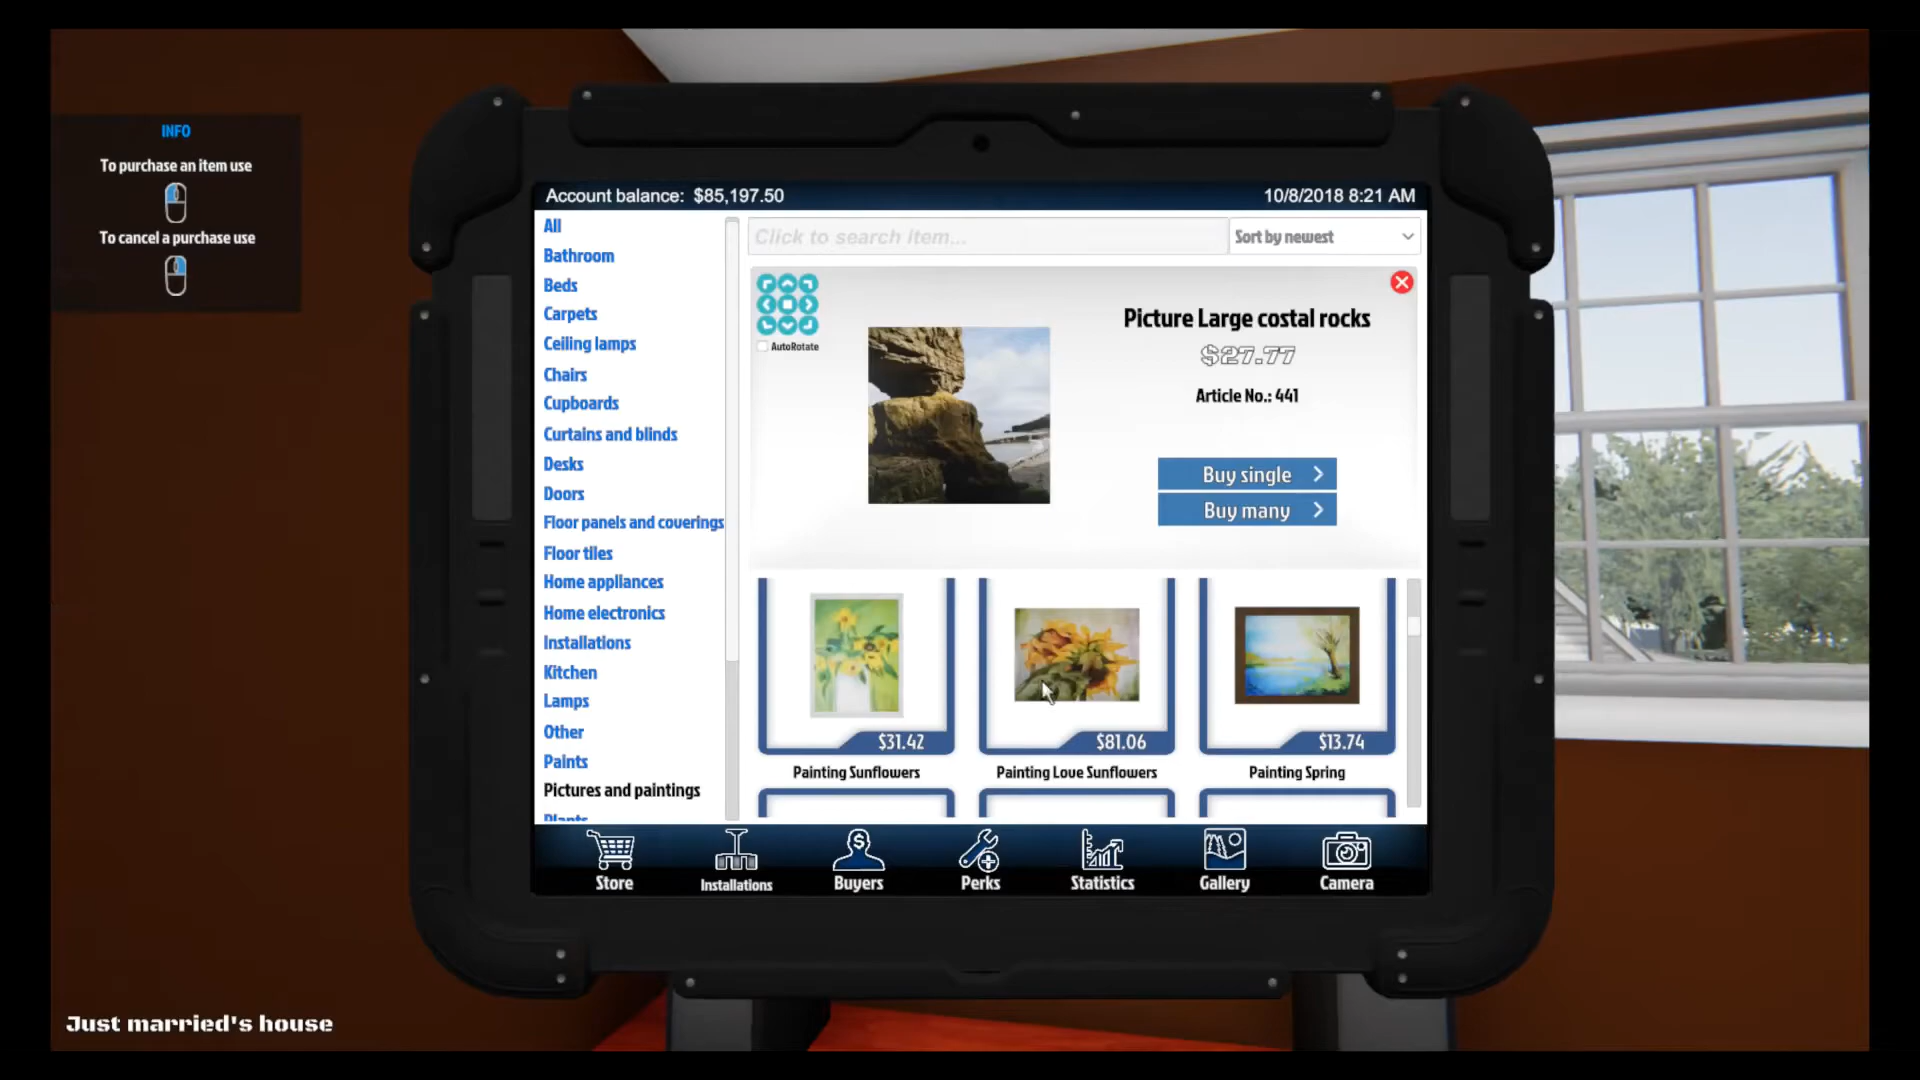 INFO
To purchase an item use
To cancel a purchase use
Account balance: $85,197.50
10/8/2018 8:21 AM
All
Bathroom
Beds
Carpets
Ceiling lamps
Chairs
Cupboards
Curtains and blinds
Desks
Doors
Floor panels and coverings
Floor tiles
Home appliances
Home electronics
Installations
Kitchen
Lamps
Other
Paints
Pictures and paintings
Plants
Click to search item...
Sort by newest
AutoRotate
Picture Large costal rocks
$27.77
Article No.: 441
Buy single
Buy many
$31.42
$81.06
$13.74
Painting Sunflowers
Painting Love Sunflowers
Painting Spring
Store
Installations
Buyers
Perks
Statistics
Gallery
Camera
Just married's house